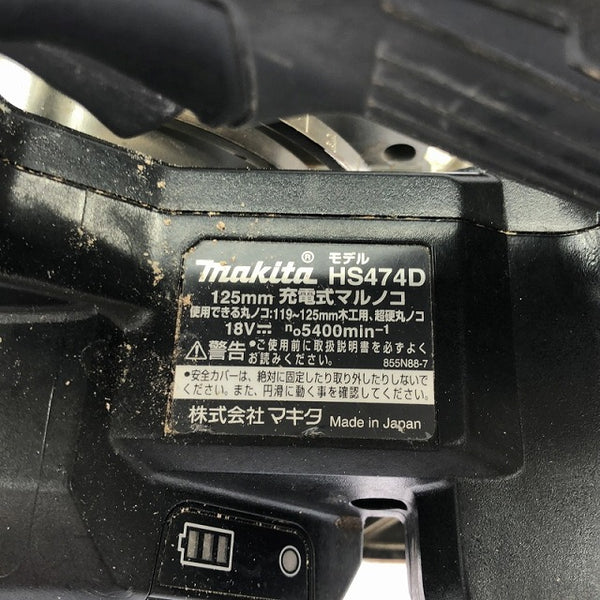 makita® モデル HS474D
125mm 充電式マルノコ
使用できる丸ノコ:119~125mm木工用、超硬丸ノコ
18V⎓ n₀5400min⁻¹
⚠警告 •ご使用前に取扱説明書を必ずよく
お読みください。 855N88-7
•安全カバーは、絶対に固定したり取り外したりしないで
ください。また、円滑に動く事を確認してください。
株式会社 マキタ Made in Japan